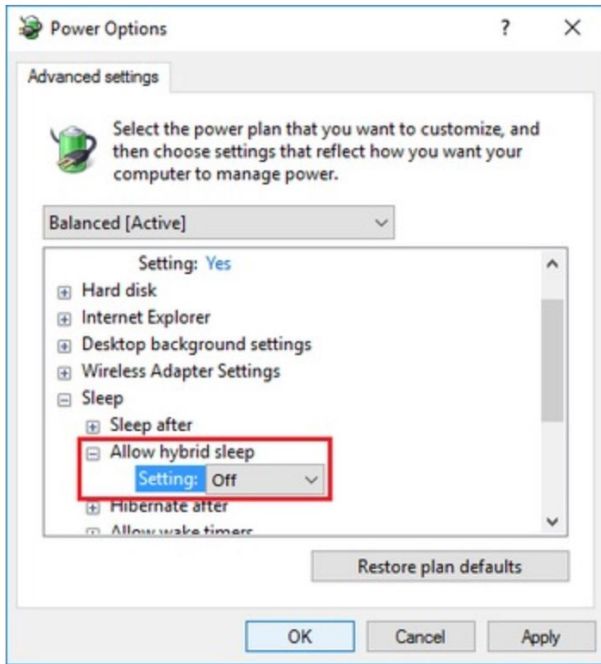 Power Options
?
Advanced settings
Select the power plan that you want to customize, and
then choose settings that reflect how you want your
computer to manage power.
Balanced [Active]
Setting: Yes
Hard disk
Internet Explorer
Desktop background settings
Wireless Adapter Settings
Sleep
Sleep after
Allow hybrid sleep
Setting: Off
Hibernate after
Allow wake timers
Restore plan defaults
OK Cancel Apply